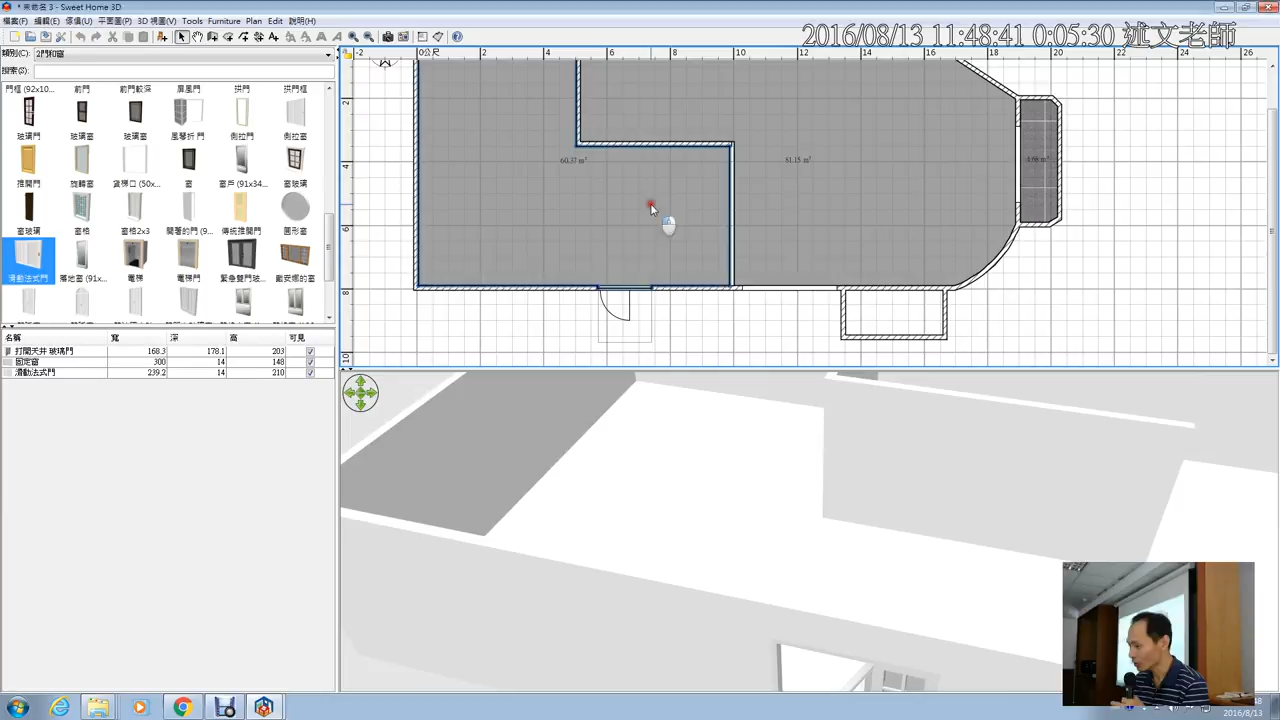 * 未命名 3 - Sweet Home 3D
檔案(F) 編輯(E) 傢俱(U) 平面圖(P) 3D 視圖(V) Tools Furniture Plan Edit 說明(H)
2016/08/13 11:48:41 0:05:30 述文老師
類別(C): 2門和窗
搜索(S):
門框 (92x10... 前門 前門較深 屏風門 拱門 拱門框
玻璃門 玻璃窗 玻璃窗 風琴折 門 側拉門 側拉窗
推開門 旋轉窗 貨梯口 (50x... 窗 窗戶 (91x34... 窗玻璃
窗玻璃 窗格 窗格2x3 開著的門 (9... 傳統推開門 圓形窗
滑動法式門 落地窗 (91x... 電梯 電梯門 緊急雙門玻...
名稱 寬 深 高 可見
打開天井 玻璃門 168.3 178.1 203
固定窗 300 14 148
滑動法式門 239.2 14 210
-2 0公尺 2 4 6 8 10 12 14 16 18 20 22 24 26
2
4
6
8
10
60.37 m²
81.15 m²
4.68 m²
2016/8/13